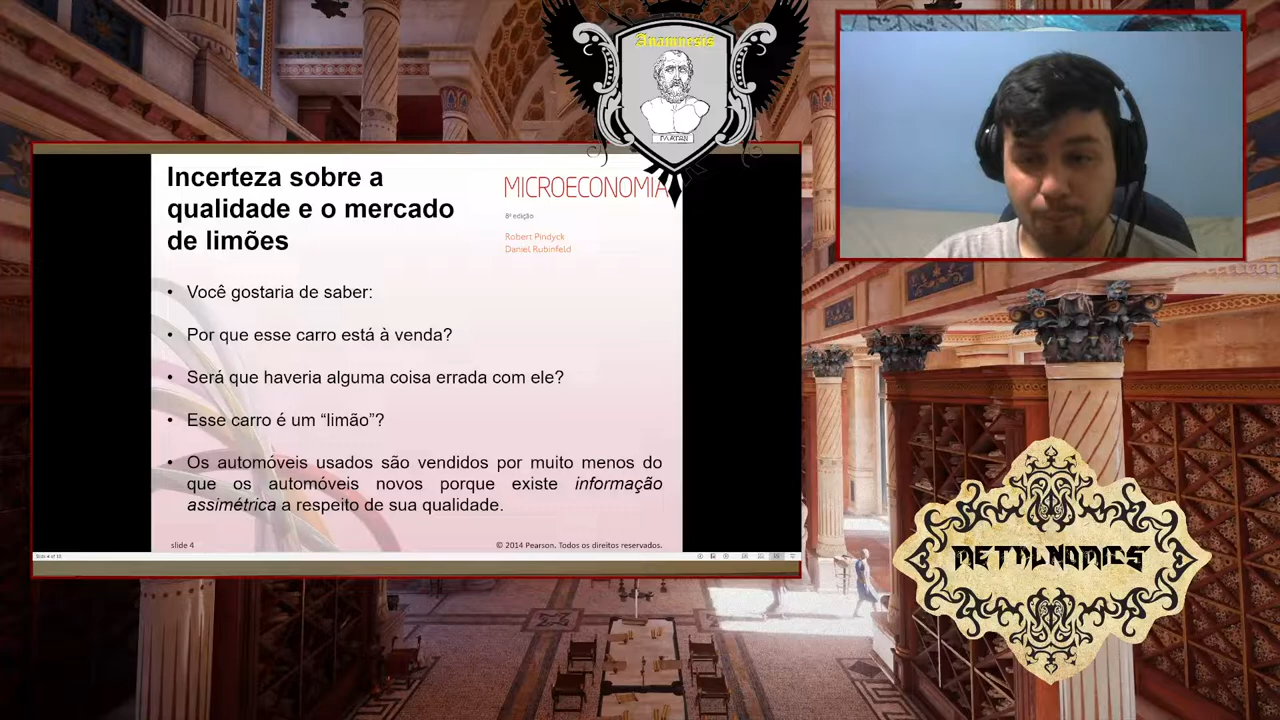 Anamnesis
PLATÃO
Incerteza sobre a
qualidade e o mercado
de limões
MICROECONOMIA
8ª edição
Robert Pindyck
Daniel Rubinfeld
• Você gostaria de saber:
• Por que esse carro está à venda?
• Será que haveria alguma coisa errada com ele?
• Esse carro é um “limão”?
• Os automóveis usados são vendidos por muito menos do
que os automóveis novos porque existe informação
assimétrica a respeito de sua qualidade.
slide 4
© 2014 Pearson. Todos os direitos reservados.
METALNOMICS